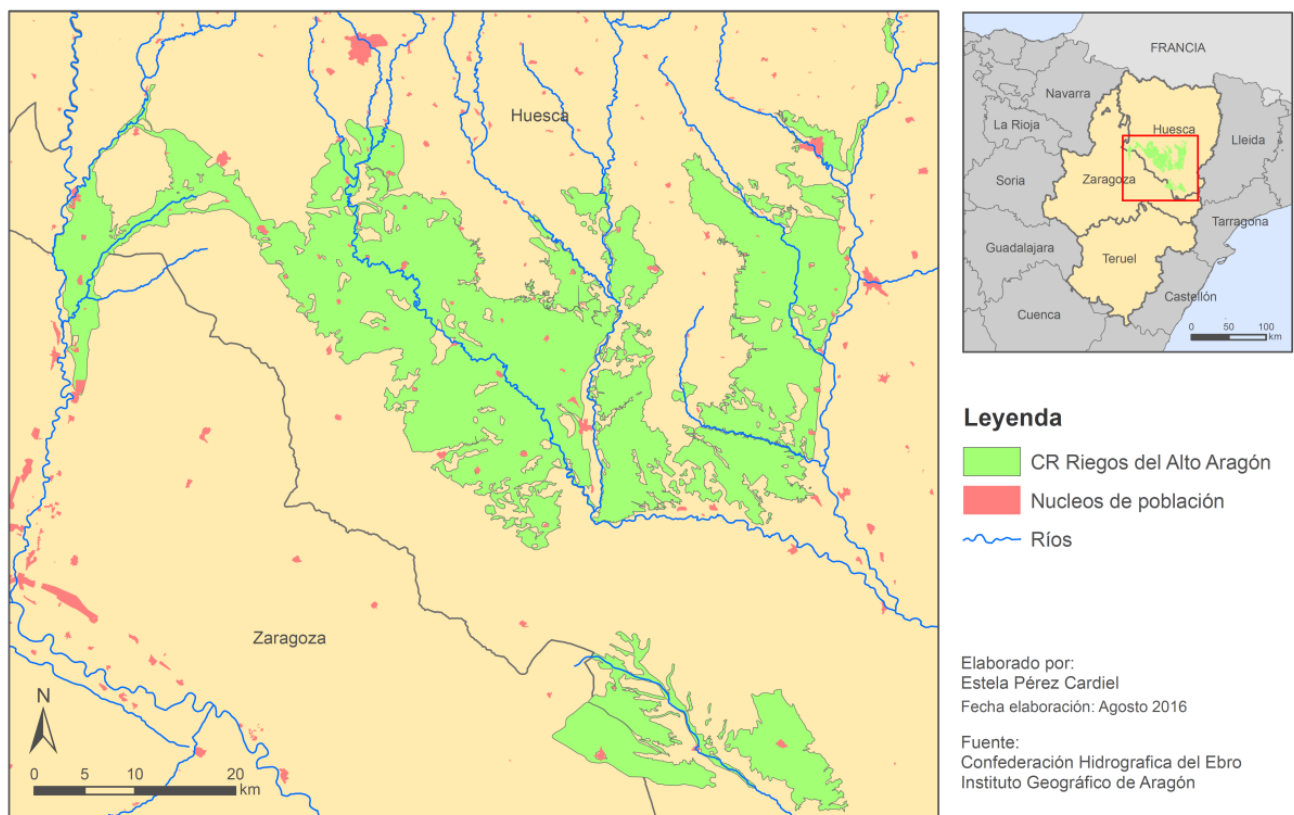 Huesca
Zaragoza
N
0 5 10 20
km
FRANCIA
Navarra
La Rioja
Huesca
Lleida
Soria
Zaragoza
Tarragona
Guadalajara
Teruel
Castellón
Cuenca
0 50 100
km
Leyenda
CR Riegos del Alto Aragón
Nucleos de población
Ríos
Elaborado por:
Estela Pérez Cardiel
Fecha elaboración: Agosto 2016
Fuente:
Confederación Hidrografica del Ebro
Instituto Geográfico de Aragón